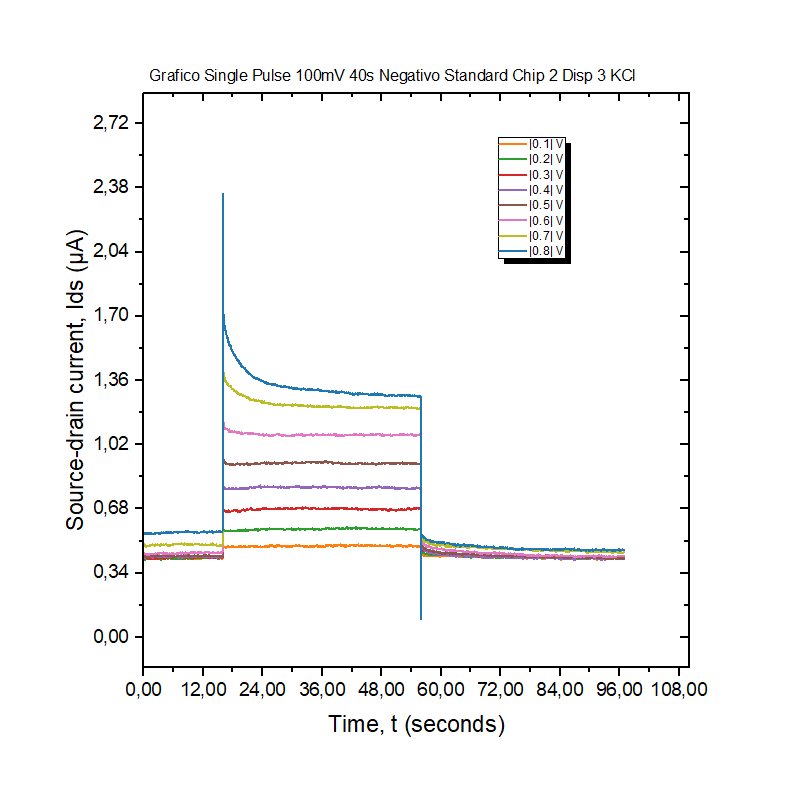 Grafico Single Pulse 100mV 40s Negativo Standard Chip 2 Disp 3 KCl
2,72
2,38
2,04
1,70
1,36
1,02
0,68
0,34
0,00
Source-drain current, Ids (μA)
|0.1| V
|0.2| V
|0.3| V
|0.4| V
|0.5| V
|0.6| V
|0.7| V
|0.8| V
0,00 12,00 24,00 36,00 48,00 60,00 72,00 84,00 96,00 108,00
Time, t (seconds)